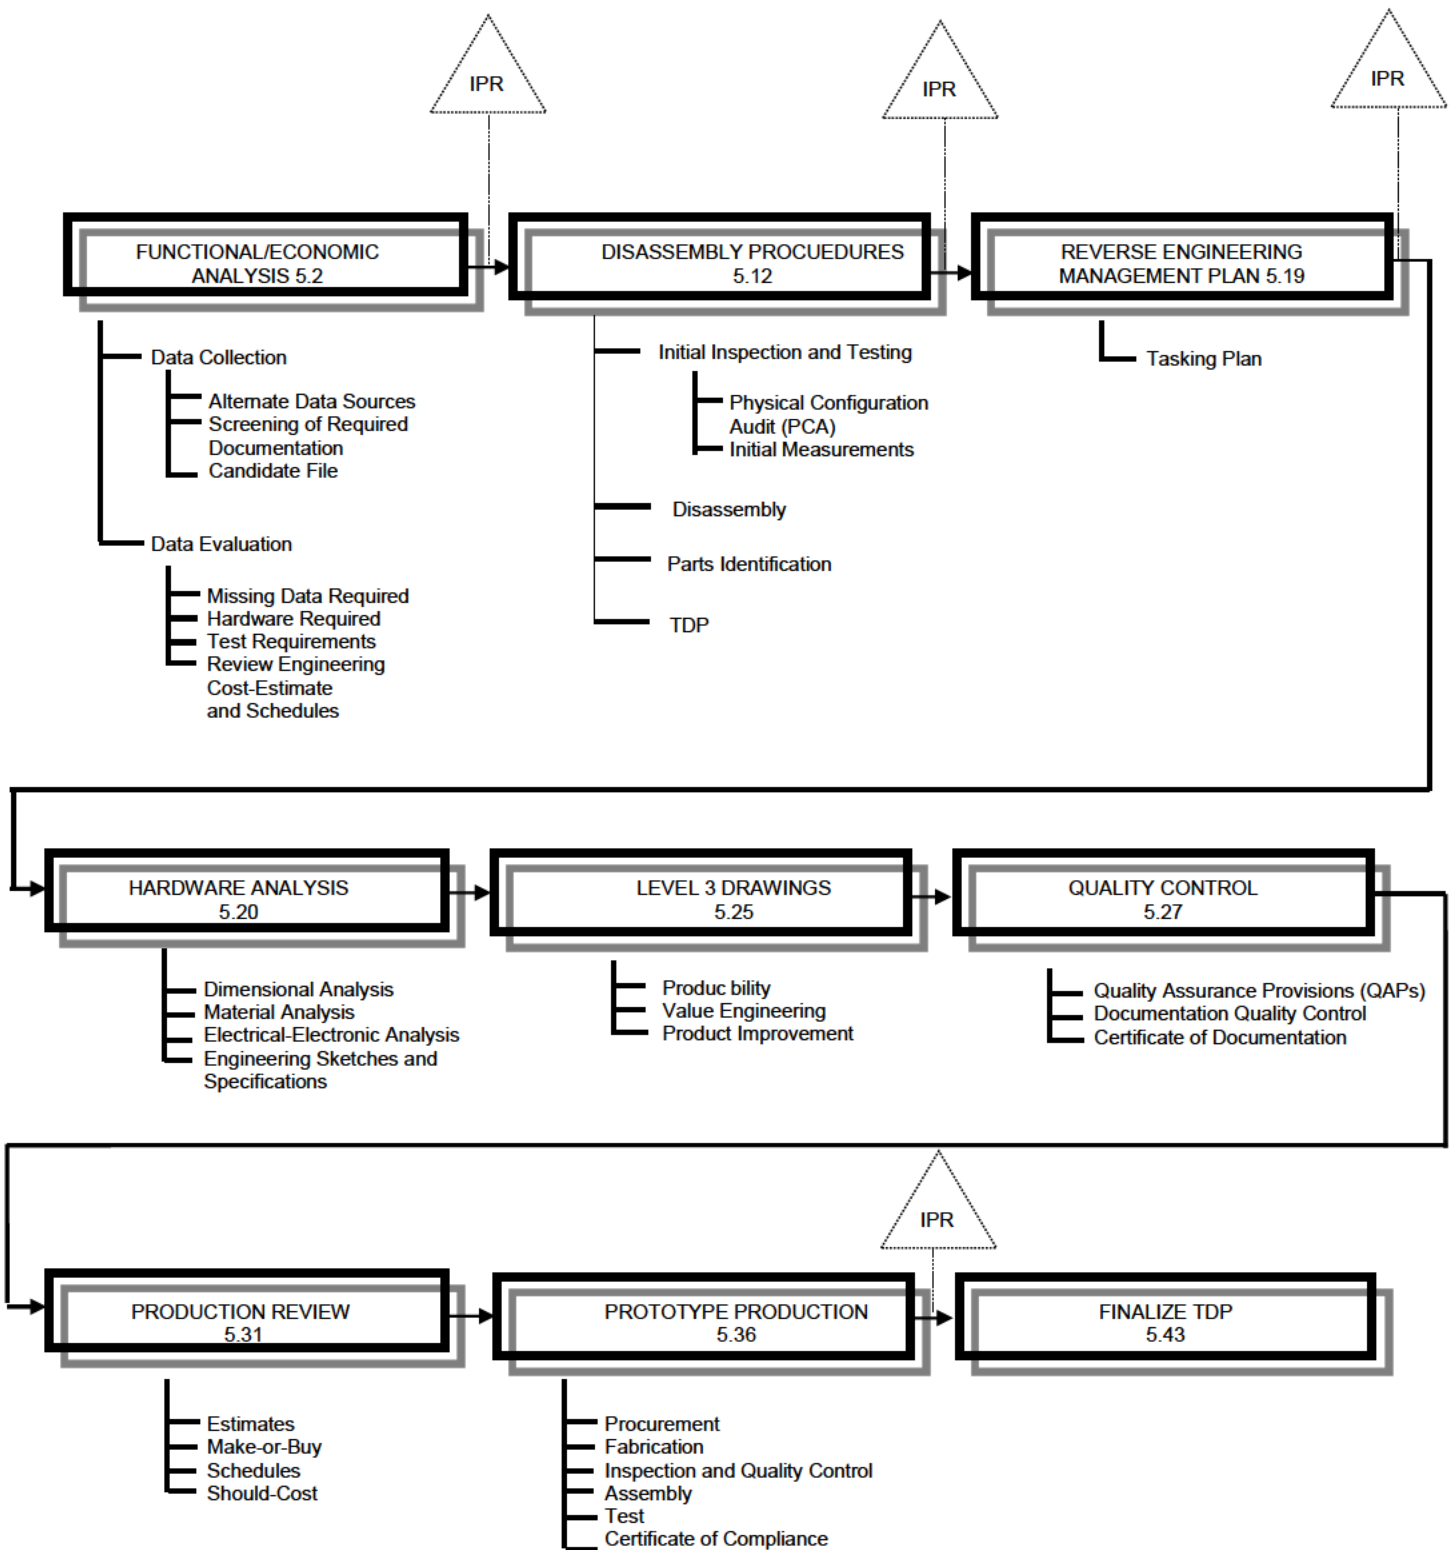 IPR
IPR
IPR
FUNCTIONAL/ECONOMIC
ANALYSIS 5.2
DISASSEMBLY PROCUEDURES
5.12
REVERSE ENGINEERING
MANAGEMENT PLAN 5.19
Data Collection
Alternate Data Sources
Screening of Required
Documentation
Candidate File
Data Evaluation
Missing Data Required
Hardware Required
Test Requirements
Review Engineering
Cost-Estimate
and Schedules
Initial Inspection and Testing
Physical Configuration
Audit (PCA)
Initial Measurements
Disassembly
Parts Identification
TDP
Tasking Plan
HARDWARE ANALYSIS
5.20
LEVEL 3 DRAWINGS
5.25
QUALITY CONTROL
5.27
Dimensional Analysis
Material Analysis
Electrical-Electronic Analysis
Engineering Sketches and
Specifications
Produc bility
Value Engineering
Product Improvement
Quality Assurance Provisions (QAPs)
Documentation Quality Control
Certificate of Documentation
IPR
PRODUCTION REVIEW
5.31
PROTOTYPE PRODUCTION
5.36
FINALIZE TDP
5.43
Estimates
Make-or-Buy
Schedules
Should-Cost
Procurement
Fabrication
Inspection and Quality Control
Assembly
Test
Certificate of Compliance